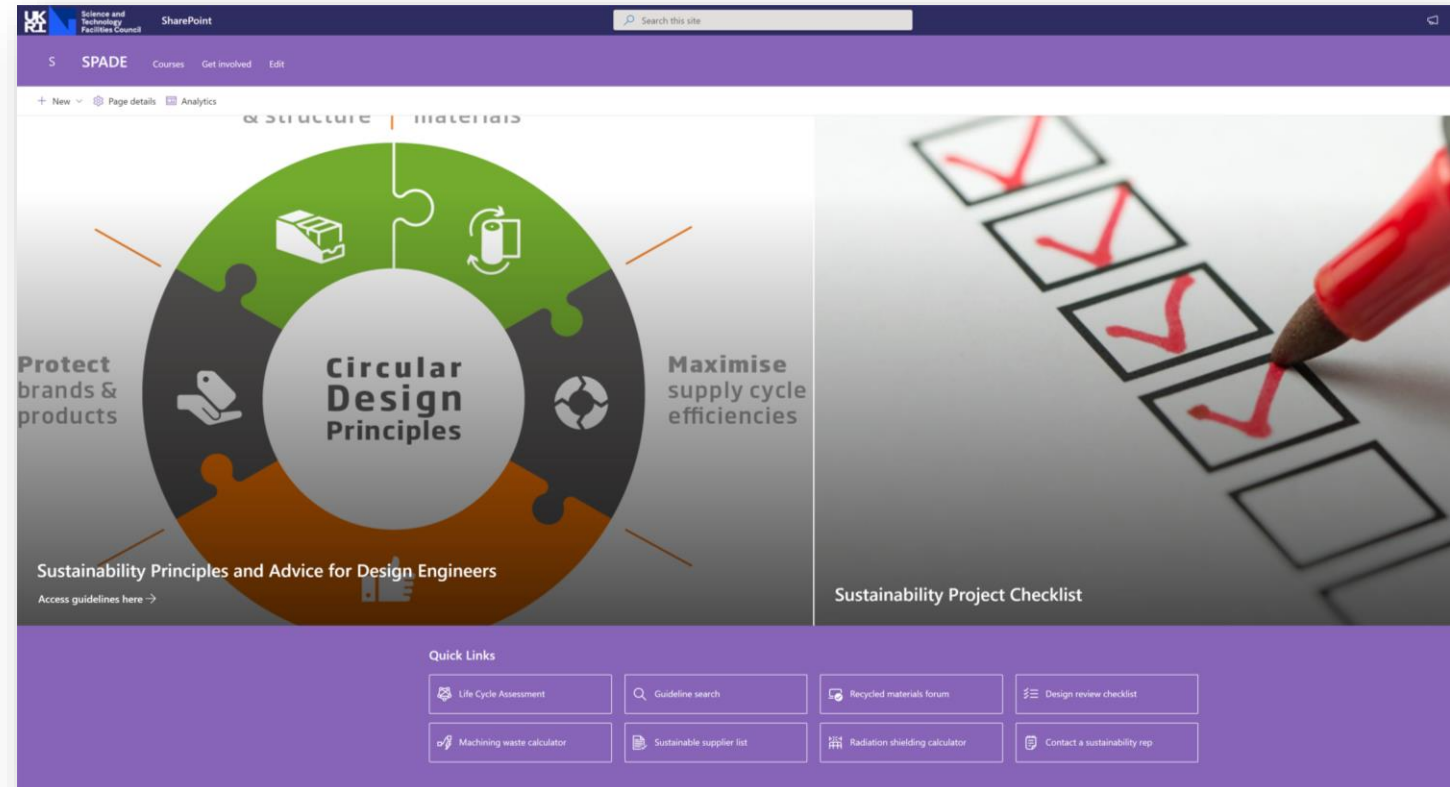 UK
RI
Science and
Technology
Facilities Council
SharePoint
Search this site
S SPADE Courses Get involved Edit
New Page details Analytics
& structure | materials
Protect
brands &
products
Circular
Design
Principles
Maximise
supply cycle
efficiencies
Sustainability Principles and Advice for Design Engineers
Access guidelines here →
Sustainability Project Checklist
Quick Links
Life Cycle Assessment
Guideline search
Recycled materials forum
Design review checklist
Machining waste calculator
Sustainable supplier list
Radiation shielding calculator
Contact a sustainability rep